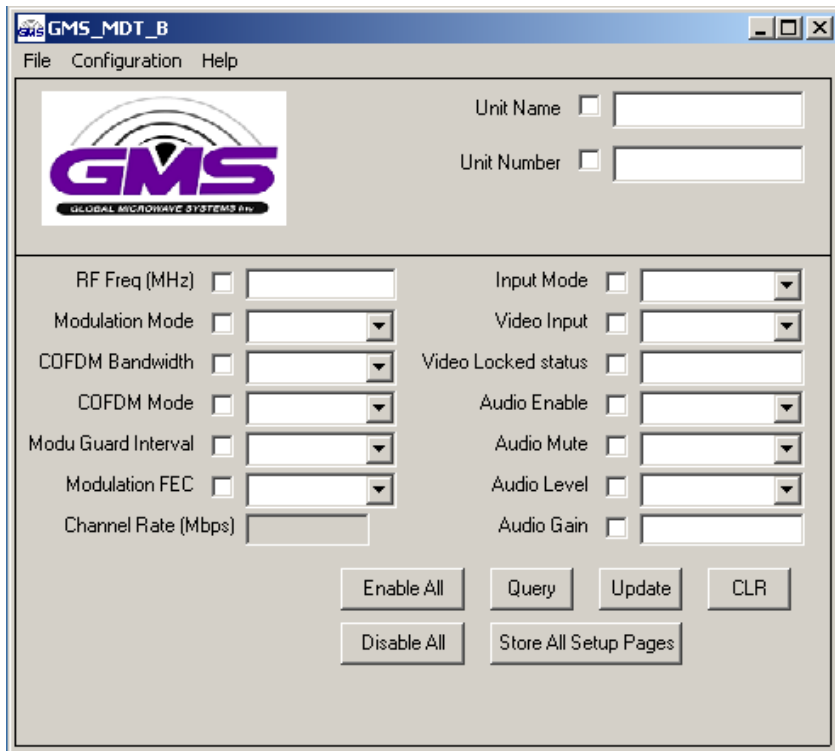 GMS_MDT_B
File Configuration Help
GMS
GLOBAL MICROWAVE SYSTEMS Inc
Unit Name
Unit Number
RF Freq (MHz)
Modulation Mode
COFDM Bandwidth
COFDM Mode
Modu Guard Interval
Modulation FEC
Channel Rate (Mbps)
Input Mode
Video Input
Video Locked status
Audio Enable
Audio Mute
Audio Level
Audio Gain
Enable All Query Update CLR
Disable All Store All Setup Pages